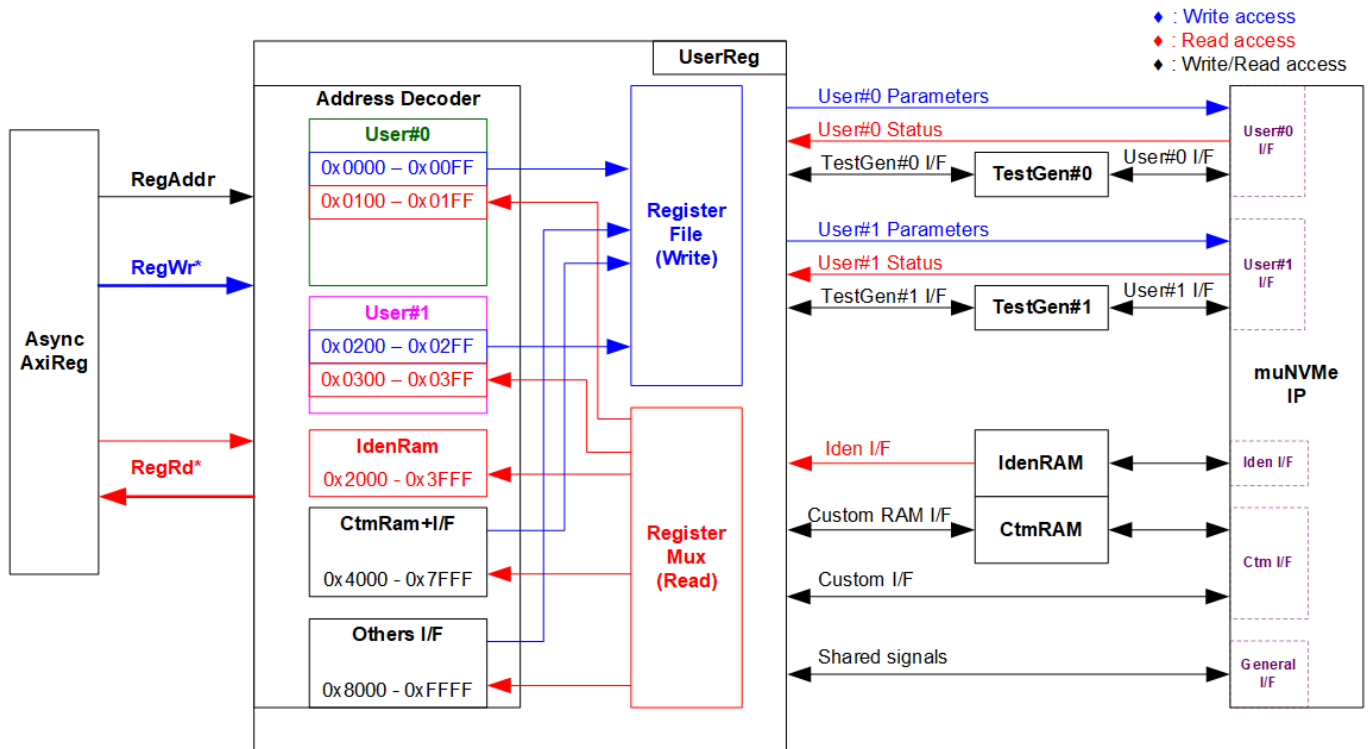 ♦ : Write access
♦ : Read access
♦ : Write/Read access
UserReg
Address Decoder
User#0
0x0000 – 0x00FF
0x0100 – 0x01FF
User#1
0x0200 – 0x02FF
0x0300 – 0x03FF
IdenRam
0x2000 - 0x3FFF
CtmRam+I/F
0x4000 - 0x7FFF
Others I/F
0x8000 - 0xFFFF
Async
AxiReg
RegAddr
RegWr*
RegRd*
Register
File
(Write)
Register
Mux
(Read)
User#0 Parameters
User#0 Status
TestGen#0 I/F
TestGen#0
User#0 I/F
User#1 Parameters
User#1 Status
TestGen#1 I/F
TestGen#1
User#1 I/F
Iden I/F
IdenRAM
Custom RAM I/F
CtmRAM
Custom I/F
Shared signals
User#0
I/F
User#1
I/F
muNVMe
IP
Iden I/F
Ctm I/F
General
I/F